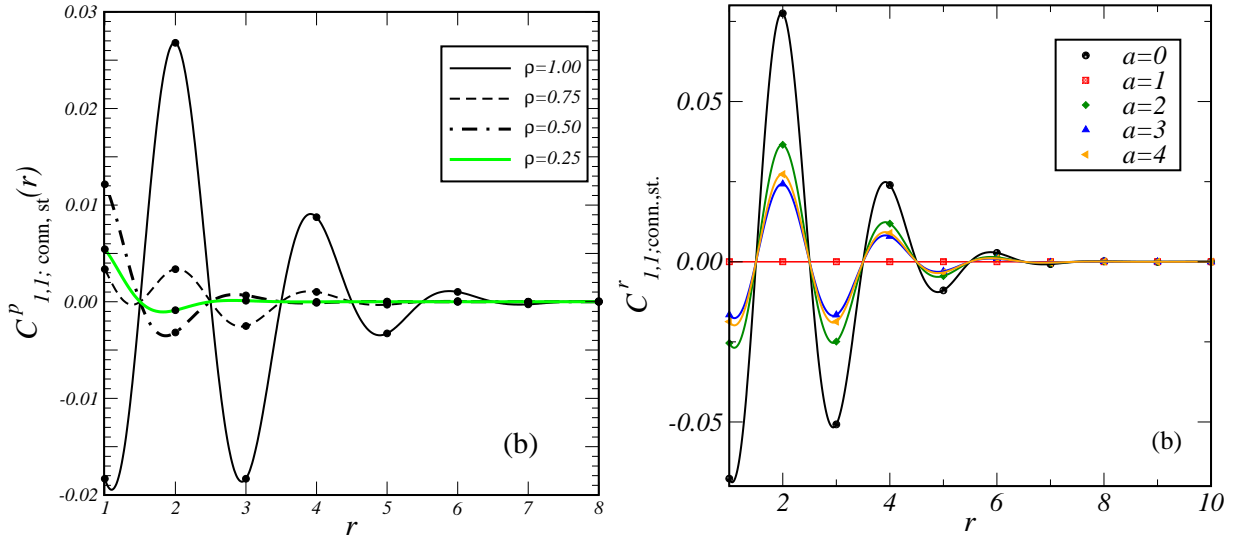 0.03
0.02
0.01
0.00
-0.01
-0.02
C^p_{1,1; conn, st}(r)
ρ=1.00
ρ=0.75
ρ=0.50
ρ=0.25
(b)
1 2 3 4 5 6 7 8
r
0.05
0.00
-0.05
C^r_{1,1;conn.,st.}
a=0
a=1
a=2
a=3
a=4
(b)
2 4 6 8 10
r